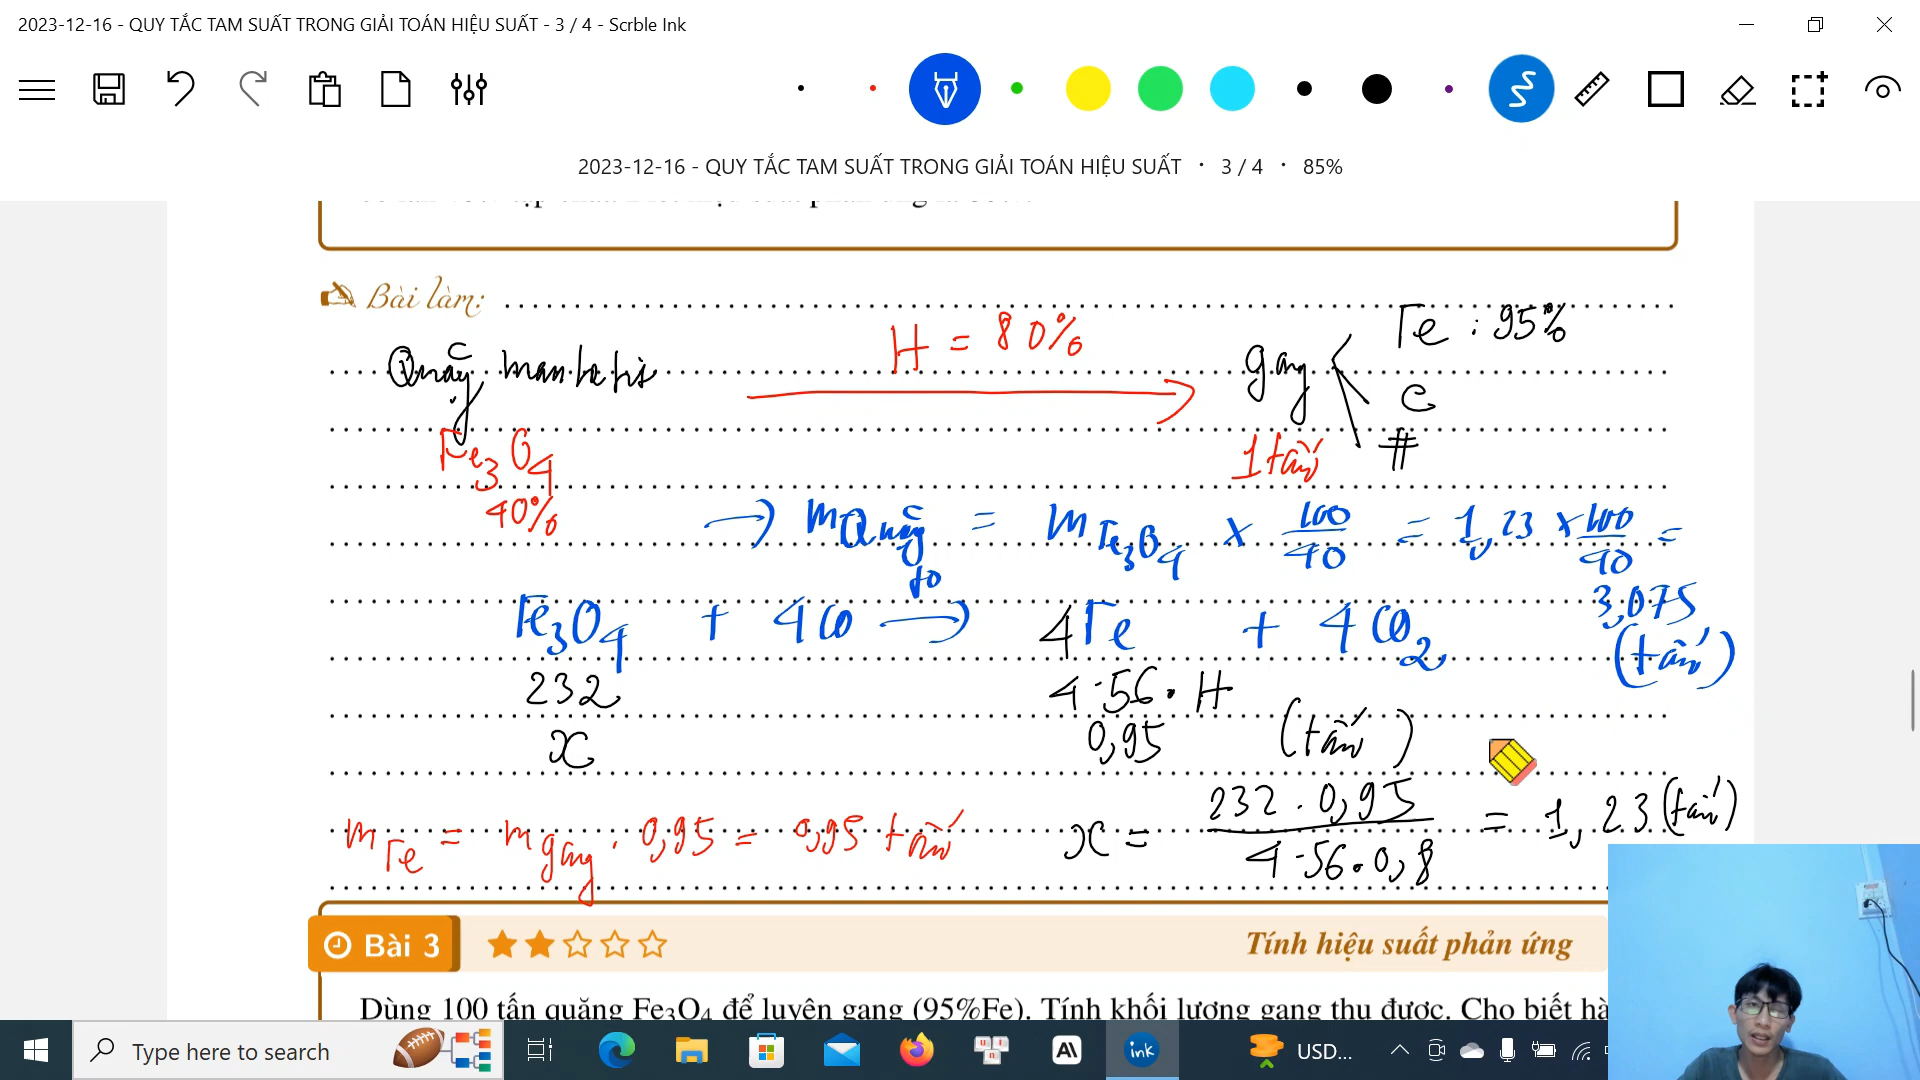 2023-12-16 - QUY TẮC TAM SUẤT TRONG GIẢI TOÁN HIỆU SUẤT - 3 / 4 - Scrble Ink
2023-12-16 - QUY TẮC TAM SUẤT TRONG GIẢI TOÁN HIỆU SUẤT • 3 / 4 • 85%
Bài làm:
Quặng manhetit H = 80% gang Fe : 95%
C
#
Fe3O4 1 tấn
40%
→ mQuặng = mFe3O4 × 100/40 = 1,23 × 100/40 =
3,075
(tấn)
Fe3O4 + 4CO t° → 4Fe + 4CO2
232 4.56.H
x 0,95 (tấn)
mFe = mgang . 0,95 = 0,95 tấn
x = 232 . 0,95 / 4.56.0,8 = 1,23 (tấn)
Bài 3 Tính hiệu suất phản ứng
Dùng 100 tấn quặng Fe3O4 để luyện gang (95%Fe). Tính khối lượng gang thu được. Cho biết hà
Type here to search
ink
USD...